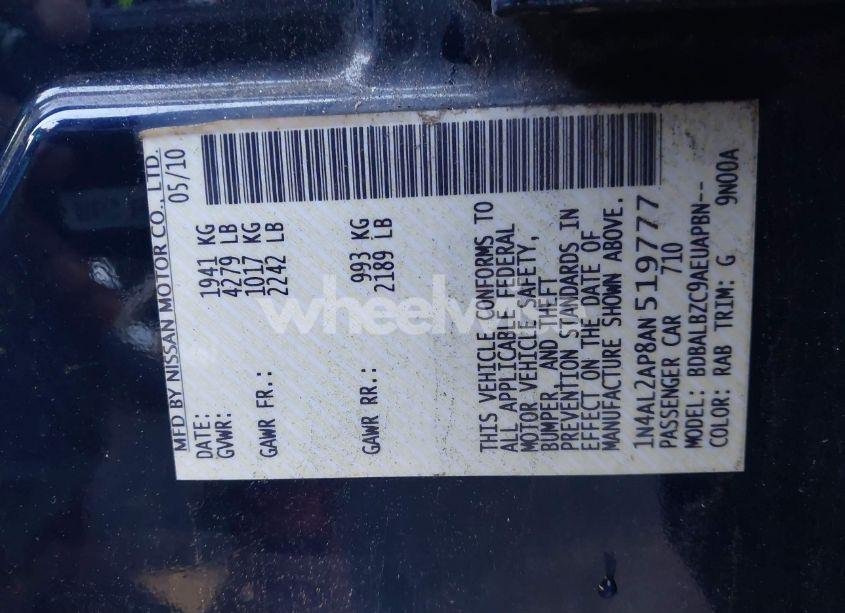 MFD BY NISSAN MOTOR CO., LTD.
DATE: 05/10
GVWR: 1941 KG
4279 LB
GAWR FR.: 1017 KG
2242 LB
GAWR RR.: 993 KG
2189 LB
THIS VEHICLE CONFORMS TO
ALL APPLICABLE FEDERAL
MOTOR VEHICLE SAFETY,
BUMPER, AND THEFT
PREVENTION STANDARDS IN
EFFECT ON THE DATE OF
MANUFACTURE SHOWN ABOVE.
1N4AL2AP8AN519777
PASSENGER CAR 710
MODEL: BDBALBZC9AEUAPBN--
COLOR: RAB TRIM: G 9N00A
wheelwise